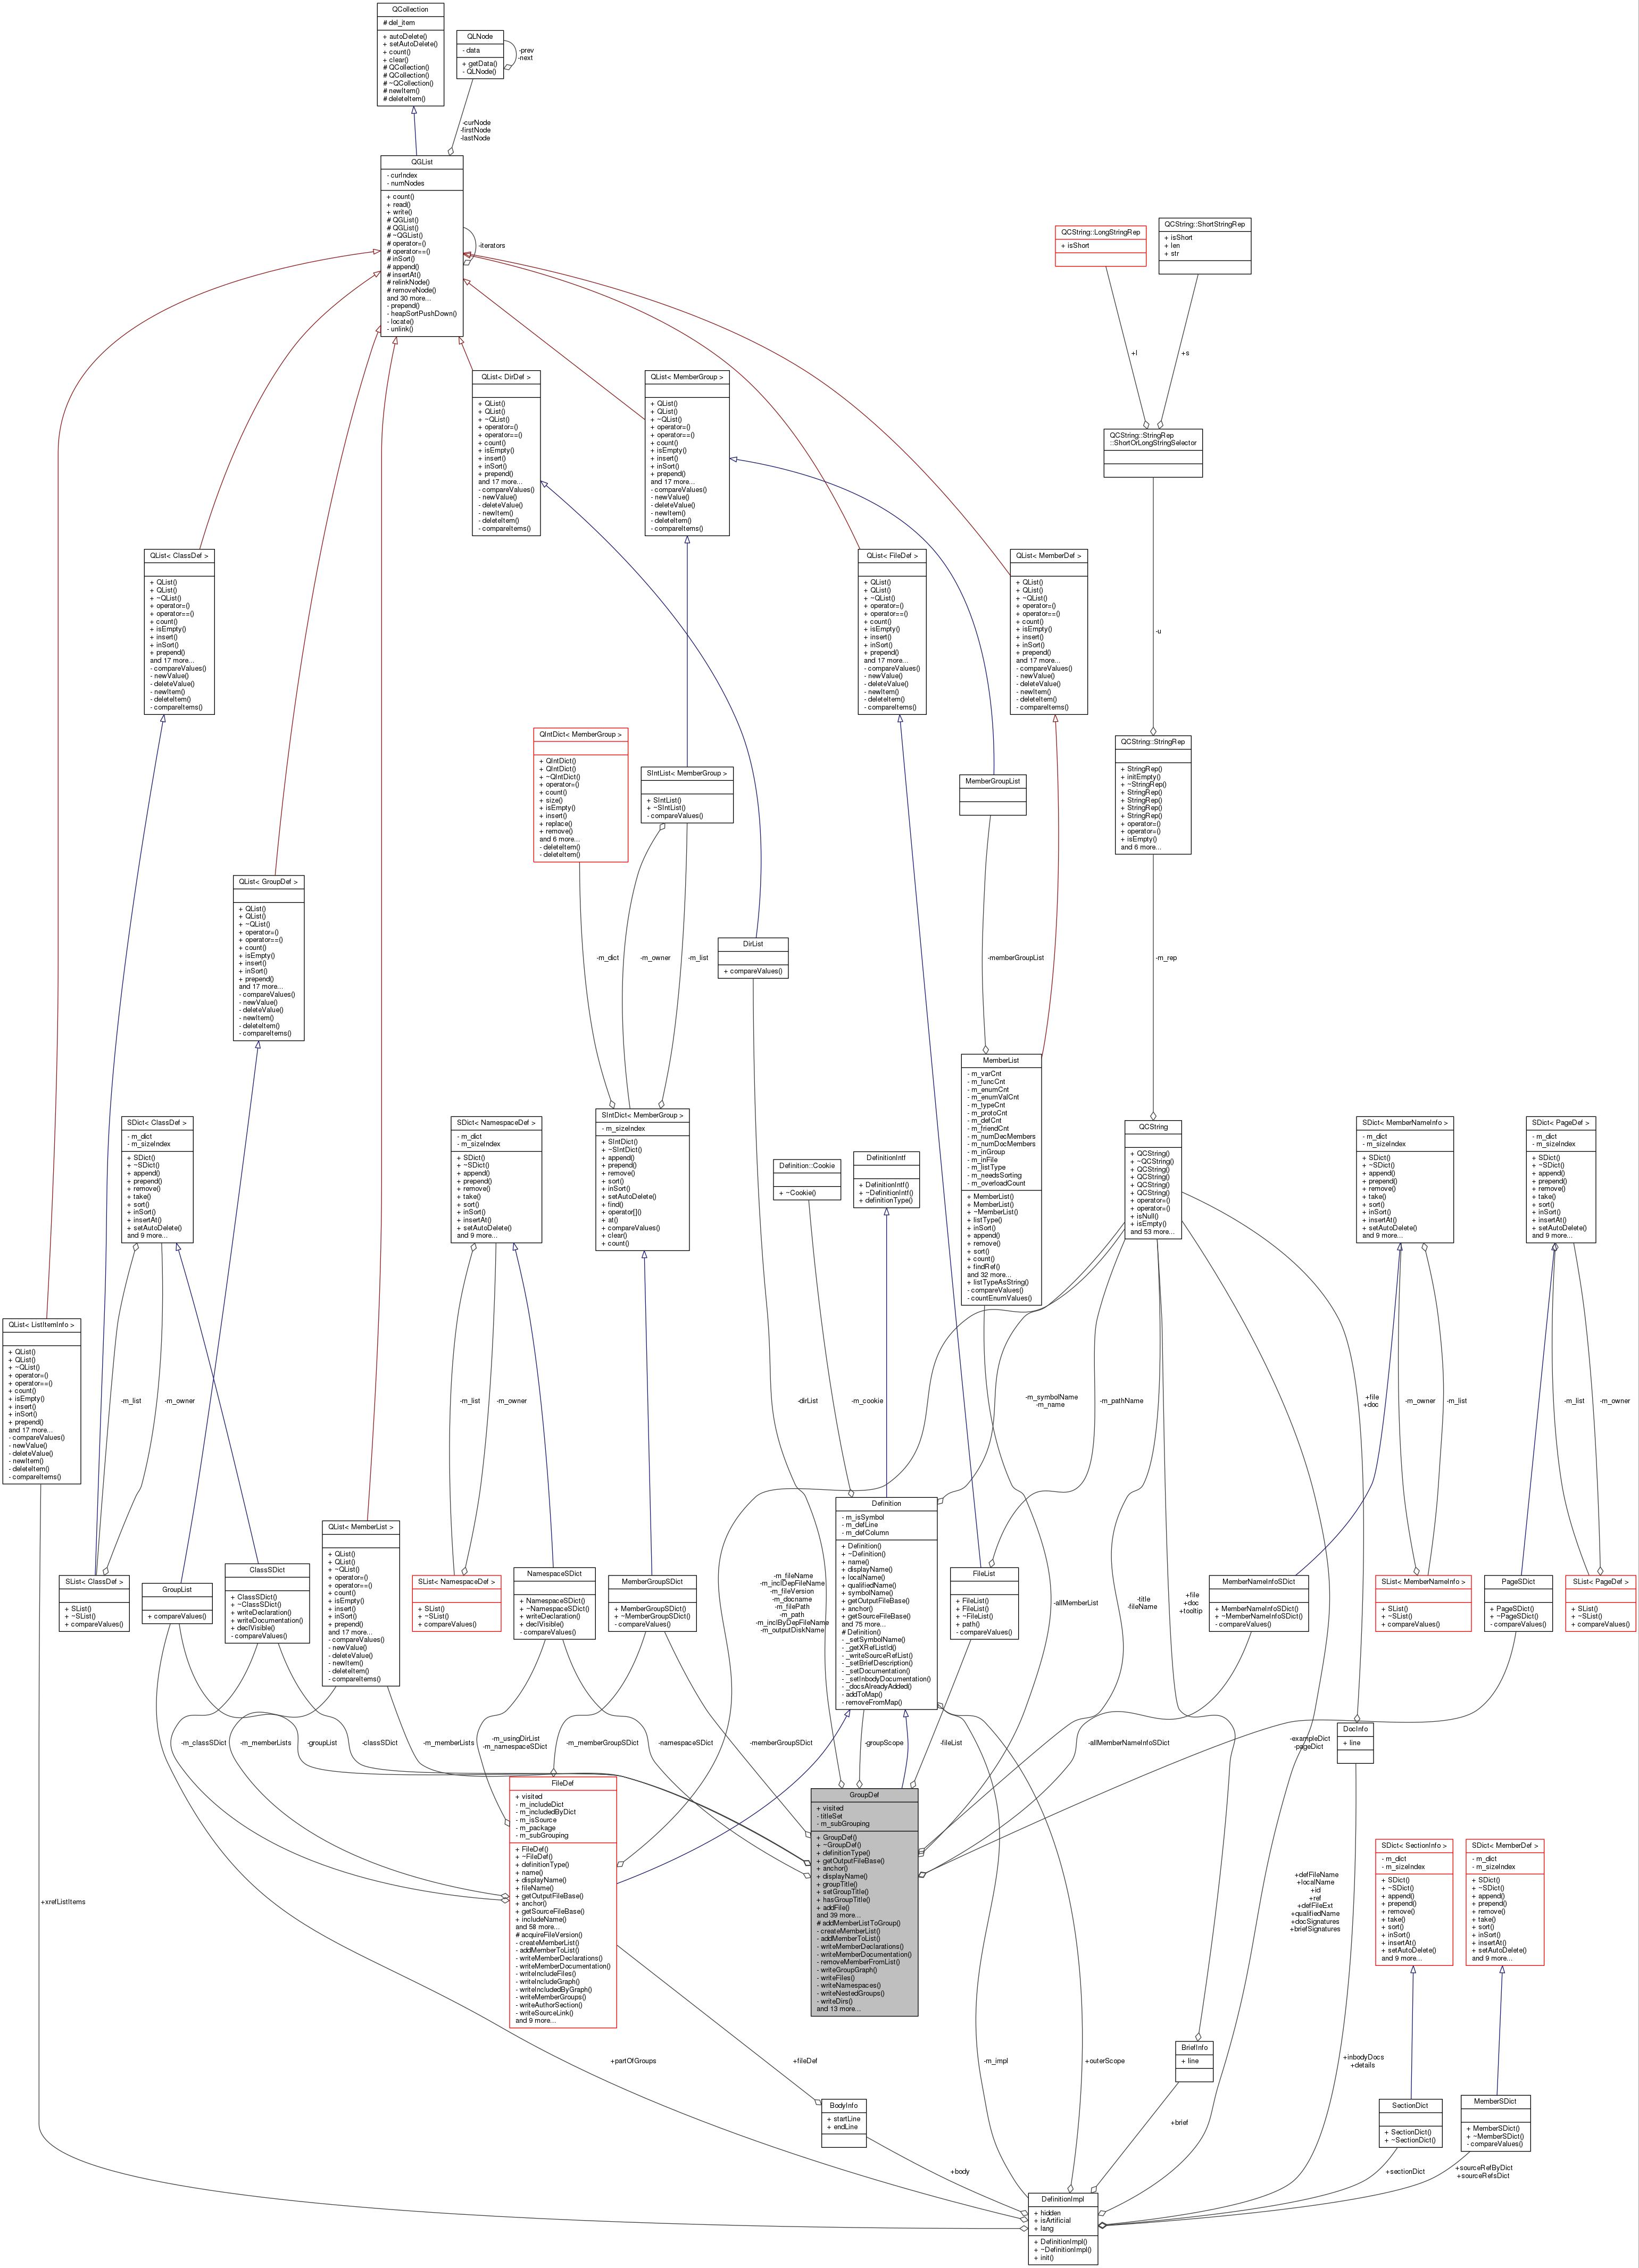 QCollection
# del_item
+ autoDelete()
+ setAutoDelete()
+ count()
+ clear()
# QCollection()
# QCollection()
# ~QCollection()
# newItem()
# deleteItem()
QLNode
- data
+ getData()
- QLNode()
-prev
-next
-curNode
-firstNode
-lastNode
QGList
- curIndex
- numNodes
+ count()
+ read()
+ write()
# QGList()
# QGList()
# ~QGList()
# operator=()
# operator==()
# inSort()
# append()
# insertAt()
# relinkNode()
# removeNode()
and 30 more...
- prepend()
- heapSortPushDown()
- locate()
- unlink()
-iterators
QCString::LongStringRep
+ isShort
QCString::ShortStringRep
+ isShort
+ len
+ str
+l
+s
QList< DirDef >
+ QList()
+ QList()
+ ~QList()
+ operator=()
+ operator==()
+ count()
+ isEmpty()
+ insert()
+ inSort()
+ prepend()
and 17 more...
- compareValues()
- newValue()
- deleteValue()
- newItem()
- deleteItem()
- compareItems()
QList< MemberGroup >
+ QList()
+ QList()
+ ~QList()
+ operator=()
+ operator==()
+ count()
+ isEmpty()
+ insert()
+ inSort()
+ prepend()
and 17 more...
- compareValues()
- newValue()
- deleteValue()
- newItem()
- deleteItem()
- compareItems()
QCString::StringRep
::ShortOrLongStringSelector
QList< ClassDef >
+ QList()
+ QList()
+ ~QList()
+ operator=()
+ operator==()
+ count()
+ isEmpty()
+ insert()
+ inSort()
+ prepend()
and 17 more...
- compareValues()
- newValue()
- deleteValue()
- newItem()
- deleteItem()
- compareItems()
QList< FileDef >
+ QList()
+ QList()
+ ~QList()
+ operator=()
+ operator==()
+ count()
+ isEmpty()
+ insert()
+ inSort()
+ prepend()
and 17 more...
- compareValues()
- newValue()
- deleteValue()
- newItem()
- deleteItem()
- compareItems()
QList< MemberDef >
+ QList()
+ QList()
+ ~QList()
+ operator=()
+ operator==()
+ count()
+ isEmpty()
+ insert()
+ inSort()
+ prepend()
and 17 more...
- compareValues()
- newValue()
- deleteValue()
- newItem()
- deleteItem()
- compareItems()
-u
QIntDict< MemberGroup >
+ QIntDict()
+ QIntDict()
+ ~QIntDict()
+ operator=()
+ count()
+ size()
+ isEmpty()
+ insert()
+ replace()
+ remove()
and 6 more...
- deleteItem()
- deleteItem()
SIntList< MemberGroup >
+ SIntList()
+ ~SIntList()
- compareValues()
MemberGroupList
QCString::StringRep
+ StringRep()
+ initEmpty()
+ ~StringRep()
+ StringRep()
+ StringRep()
+ StringRep()
+ StringRep()
+ operator=()
+ operator=()
+ isEmpty()
and 6 more...
QList< GroupDef >
+ QList()
+ QList()
+ ~QList()
+ operator=()
+ operator==()
+ count()
+ isEmpty()
+ insert()
+ inSort()
+ prepend()
and 17 more...
- compareValues()
- newValue()
- deleteValue()
- newItem()
- deleteItem()
- compareItems()
-m_dict
-m_owner
-m_list
DirList
+ compareValues()
-memberGroupList
-m_rep
SDict< ClassDef >
- m_dict
- m_sizeIndex
+ SDict()
+ ~SDict()
+ append()
+ prepend()
+ remove()
+ take()
+ sort()
+ inSort()
+ insertAt()
+ setAutoDelete()
and 9 more...
SDict< NamespaceDef >
- m_dict
- m_sizeIndex
+ SDict()
+ ~SDict()
+ append()
+ prepend()
+ remove()
+ take()
+ sort()
+ inSort()
+ insertAt()
+ setAutoDelete()
and 9 more...
SIntDict< MemberGroup >
- m_sizeIndex
+ SIntDict()
+ ~SIntDict()
+ append()
+ prepend()
+ remove()
+ sort()
+ inSort()
+ setAutoDelete()
+ find()
+ operator[]()
+ at()
+ compareValues()
+ clear()
+ count()
Definition::Cookie
+ ~Cookie()
DefinitionIntf
+ DefinitionIntf()
+ ~DefinitionIntf()
+ definitionType()
MemberList
- m_varCnt
- m_funcCnt
- m_enumCnt
- m_enumValCnt
- m_typeCnt
- m_protoCnt
- m_defCnt
- m_friendCnt
- m_numDecMembers
- m_numDocMembers
- m_inGroup
- m_inFile
- m_listType
- m_needsSorting
- m_overloadCount
+ MemberList()
+ MemberList()
+ ~MemberList()
+ listType()
+ inSort()
+ append()
+ remove()
+ sort()
+ count()
+ findRef()
and 32 more...
+ listTypeAsString()
- compareValues()
- countEnumValues()
QCString
+ QCString()
+ ~QCString()
+ QCString()
+ QCString()
+ QCString()
+ QCString()
+ operator=()
+ operator=()
+ isNull()
+ isEmpty()
and 53 more...
SDict< MemberNameInfo >
- m_dict
- m_sizeIndex
+ SDict()
+ ~SDict()
+ append()
+ prepend()
+ remove()
+ take()
+ sort()
+ inSort()
+ insertAt()
+ setAutoDelete()
and 9 more...
SDict< PageDef >
- m_dict
- m_sizeIndex
+ SDict()
+ ~SDict()
+ append()
+ prepend()
+ remove()
+ take()
+ sort()
+ inSort()
+ insertAt()
+ setAutoDelete()
and 9 more...
QList< ListItemInfo >
+ QList()
+ QList()
+ ~QList()
+ operator=()
+ operator==()
+ count()
+ isEmpty()
+ insert()
+ inSort()
+ prepend()
and 17 more...
- compareValues()
- newValue()
- deleteValue()
- newItem()
- deleteItem()
- compareItems()
-m_list
-m_owner
-m_list
-m_owner
-dirList
-m_cookie
-m_symbolName
-m_name
-m_pathName
+file
+doc
-m_owner
-m_list
-m_list
-m_owner
SList< ClassDef >
+ SList()
+ ~SList()
+ compareValues()
GroupList
+ compareValues()
ClassSDict
+ ClassSDict()
+ ~ClassSDict()
+ writeDeclaration()
+ writeDocumentation()
+ declVisible()
- compareValues()
QList< MemberList >
+ QList()
+ QList()
+ ~QList()
+ operator=()
+ operator==()
+ count()
+ isEmpty()
+ insert()
+ inSort()
+ prepend()
and 17 more...
- compareValues()
- newValue()
- deleteValue()
- newItem()
- deleteItem()
- compareItems()
SList< NamespaceDef >
+ SList()
+ ~SList()
+ compareValues()
NamespaceSDict
+ NamespaceSDict()
+ ~NamespaceSDict()
+ writeDeclaration()
+ declVisible()
- compareValues()
MemberGroupSDict
+ MemberGroupSDict()
+ ~MemberGroupSDict()
- compareValues()
-m_fileName
-m_inclDepFileName
-m_fileVersion
-m_docname
-m_filePath
-m_path
-m_inclByDepFileName
-m_outputDiskName
Definition
- m_isSymbol
- m_defLine
- m_defColumn
+ Definition()
+ ~Definition()
+ name()
+ displayName()
+ localName()
+ qualifiedName()
+ symbolName()
+ getOutputFileBase()
+ anchor()
+ getSourceFileBase()
and 75 more...
# Definition()
- _setSymbolName()
- _getXRefListId()
- _writeSourceRefList()
- _setBriefDescription()
- _setDocumentation()
- _setInbodyDocumentation()
- _docsAlreadyAdded()
- addToMap()
- removeFromMap()
FileList
+ FileList()
+ FileList()
+ ~FileList()
+ path()
- compareValues()
-allMemberList
-title
-fileName
+file
+doc
+tooltip
MemberNameInfoSDict
+ MemberNameInfoSDict()
+ ~MemberNameInfoSDict()
- compareValues()
SList< MemberNameInfo >
+ SList()
+ ~SList()
+ compareValues()
PageSDict
+ PageSDict()
+ ~PageSDict()
- compareValues()
SList< PageDef >
+ SList()
+ ~SList()
+ compareValues()
-m_classSDict
-m_memberLists
-groupList
-classSDict
-m_memberLists
-m_usingDirList
-m_namespaceSDict
-m_memberGroupSDict
-namespaceSDict
-memberGroupSDict
-groupScope
-fileList
-allMemberNameInfoSDict
-exampleDict
-pageDict
DocInfo
+ line
FileDef
+ visited
- m_includeDict
- m_includedByDict
- m_isSource
- m_package
- m_subGrouping
+ FileDef()
+ ~FileDef()
+ definitionType()
+ name()
+ displayName()
+ fileName()
+ getOutputFileBase()
+ anchor()
+ getSourceFileBase()
+ includeName()
and 58 more...
# acquireFileVersion()
- createMemberList()
- addMemberToList()
- writeMemberDeclarations()
- writeMemberDocumentation()
- writeIncludeFiles()
- writeIncludeGraph()
- writeIncludedByGraph()
- writeMemberGroups()
- writeAuthorSection()
- writeSourceLink()
and 9 more...
GroupDef
+ visited
- titleSet
- m_subGrouping
+ GroupDef()
+ ~GroupDef()
+ definitionType()
+ getOutputFileBase()
+ anchor()
+ displayName()
+ groupTitle()
+ setGroupTitle()
+ hasGroupTitle()
+ addFile()
and 39 more...
# addMemberListToGroup()
- createMemberList()
- addMemberToList()
- writeMemberDeclarations()
- writeMemberDocumentation()
- removeMemberFromList()
- writeGroupGraph()
- writeFiles()
- writeNamespaces()
- writeNestedGroups()
- writeDirs()
and 13 more...
+xrefListItems
+defFileName
+localName
+id
+ref
+defFileExt
+qualifiedName
+docSignatures
+briefSignatures
SDict< SectionInfo >
- m_dict
- m_sizeIndex
+ SDict()
+ ~SDict()
+ append()
+ prepend()
+ remove()
+ take()
+ sort()
+ inSort()
+ insertAt()
+ setAutoDelete()
and 9 more...
SDict< MemberDef >
- m_dict
- m_sizeIndex
+ SDict()
+ ~SDict()
+ append()
+ prepend()
+ remove()
+ take()
+ sort()
+ inSort()
+ insertAt()
+ setAutoDelete()
and 9 more...
+partOfGroups
+fileDef
-m_impl
+outerScope
BriefInfo
+ line
+inbodyDocs
+details
BodyInfo
+ startLine
+ endLine
+brief
SectionDict
+ SectionDict()
+ ~SectionDict()
MemberSDict
+ MemberSDict()
+ ~MemberSDict()
- compareValues()
+body
+sectionDict
+sourceRefByDict
+sourceRefsDict
DefinitionImpl
+ hidden
+ isArtificial
+ lang
+ DefinitionImpl()
+ ~DefinitionImpl()
+ init()